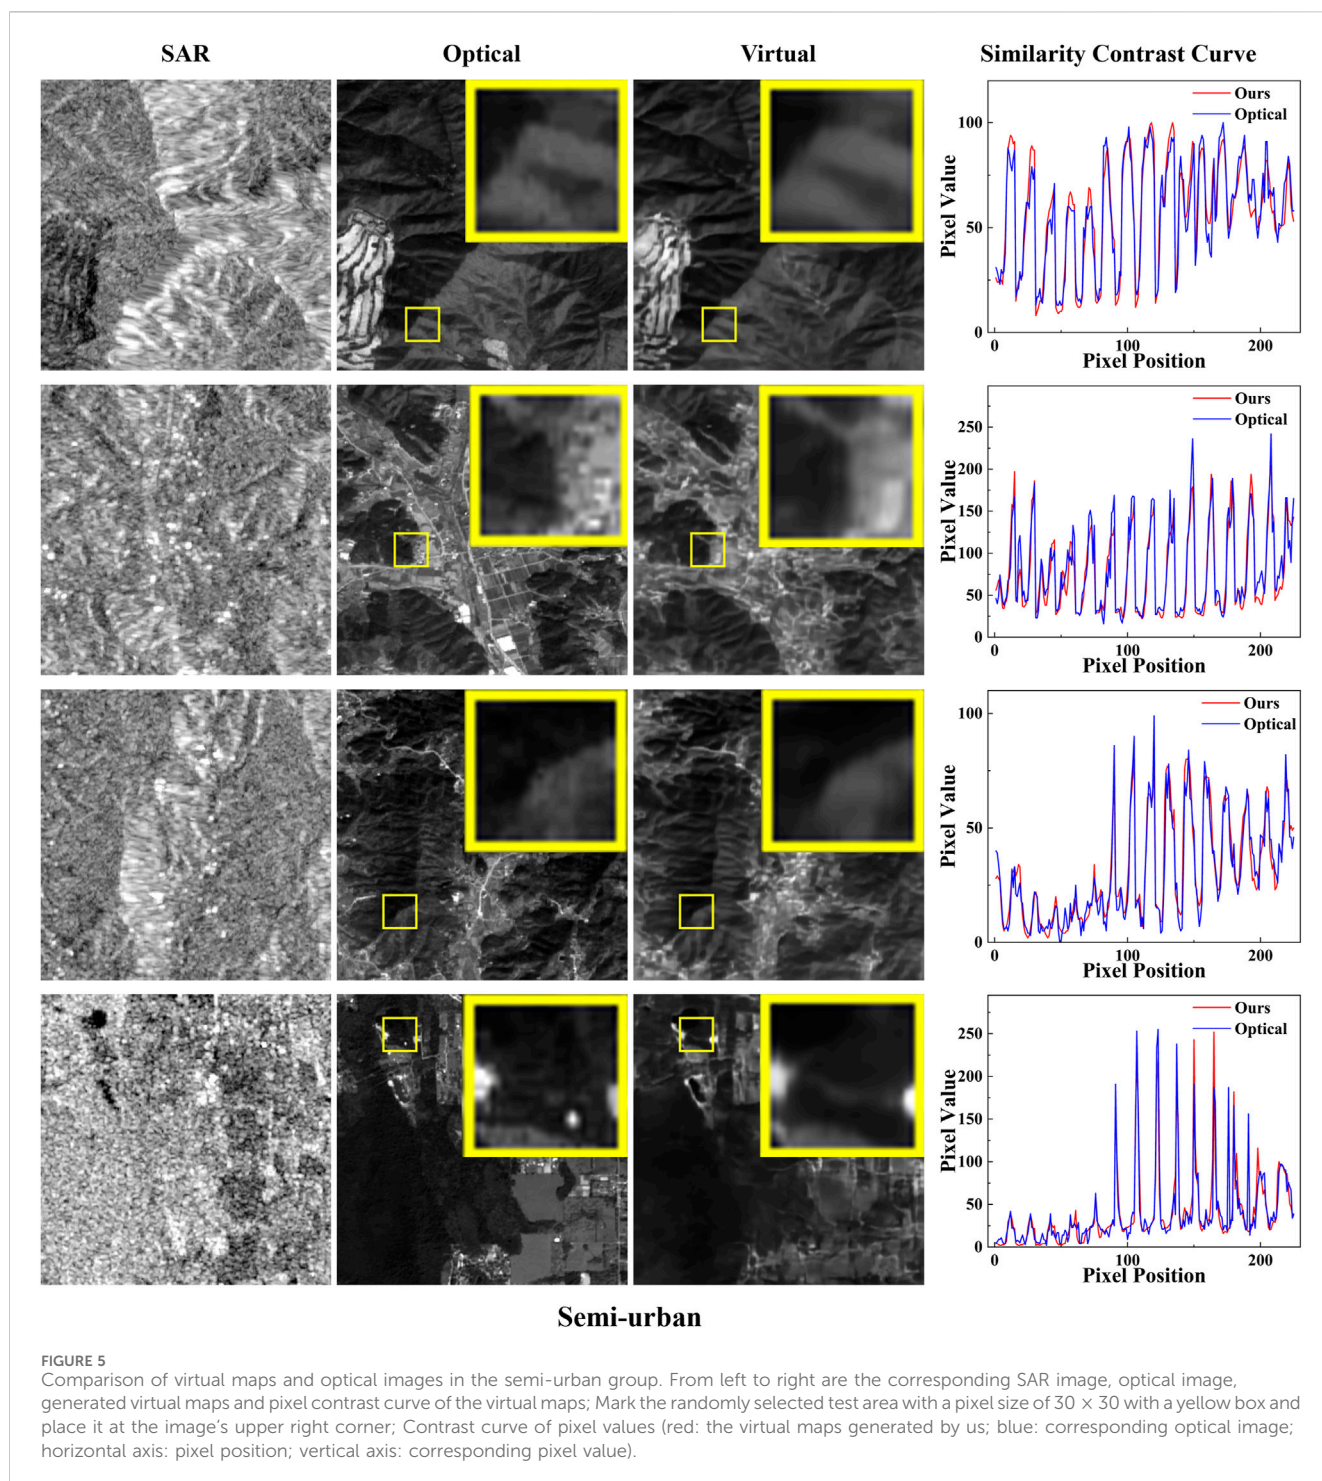 SAR Optical Virtual Similarity Contrast Curve
Ours
Optical
100
50
0
Pixel Value
0 100 200
Pixel Position
Ours
Optical
250
200
150
100
50
0
Pixel Value
0 100 200
Pixel Position
Ours
Optical
100
50
0
Pixel Value
0 100 200
Pixel Position
Ours
Optical
250
200
150
100
50
0
Pixel Value
0 100 200
Pixel Position
Semi-urban
FIGURE 5
Comparison of virtual maps and optical images in the semi-urban group. From left to right are the corresponding SAR image, optical image,
generated virtual maps and pixel contrast curve of the virtual maps; Mark the randomly selected test area with a pixel size of 30 × 30 with a yellow box and
place it at the image's upper right corner; Contrast curve of pixel values (red: the virtual maps generated by us; blue: corresponding optical image;
horizontal axis: pixel position; vertical axis: corresponding pixel value).